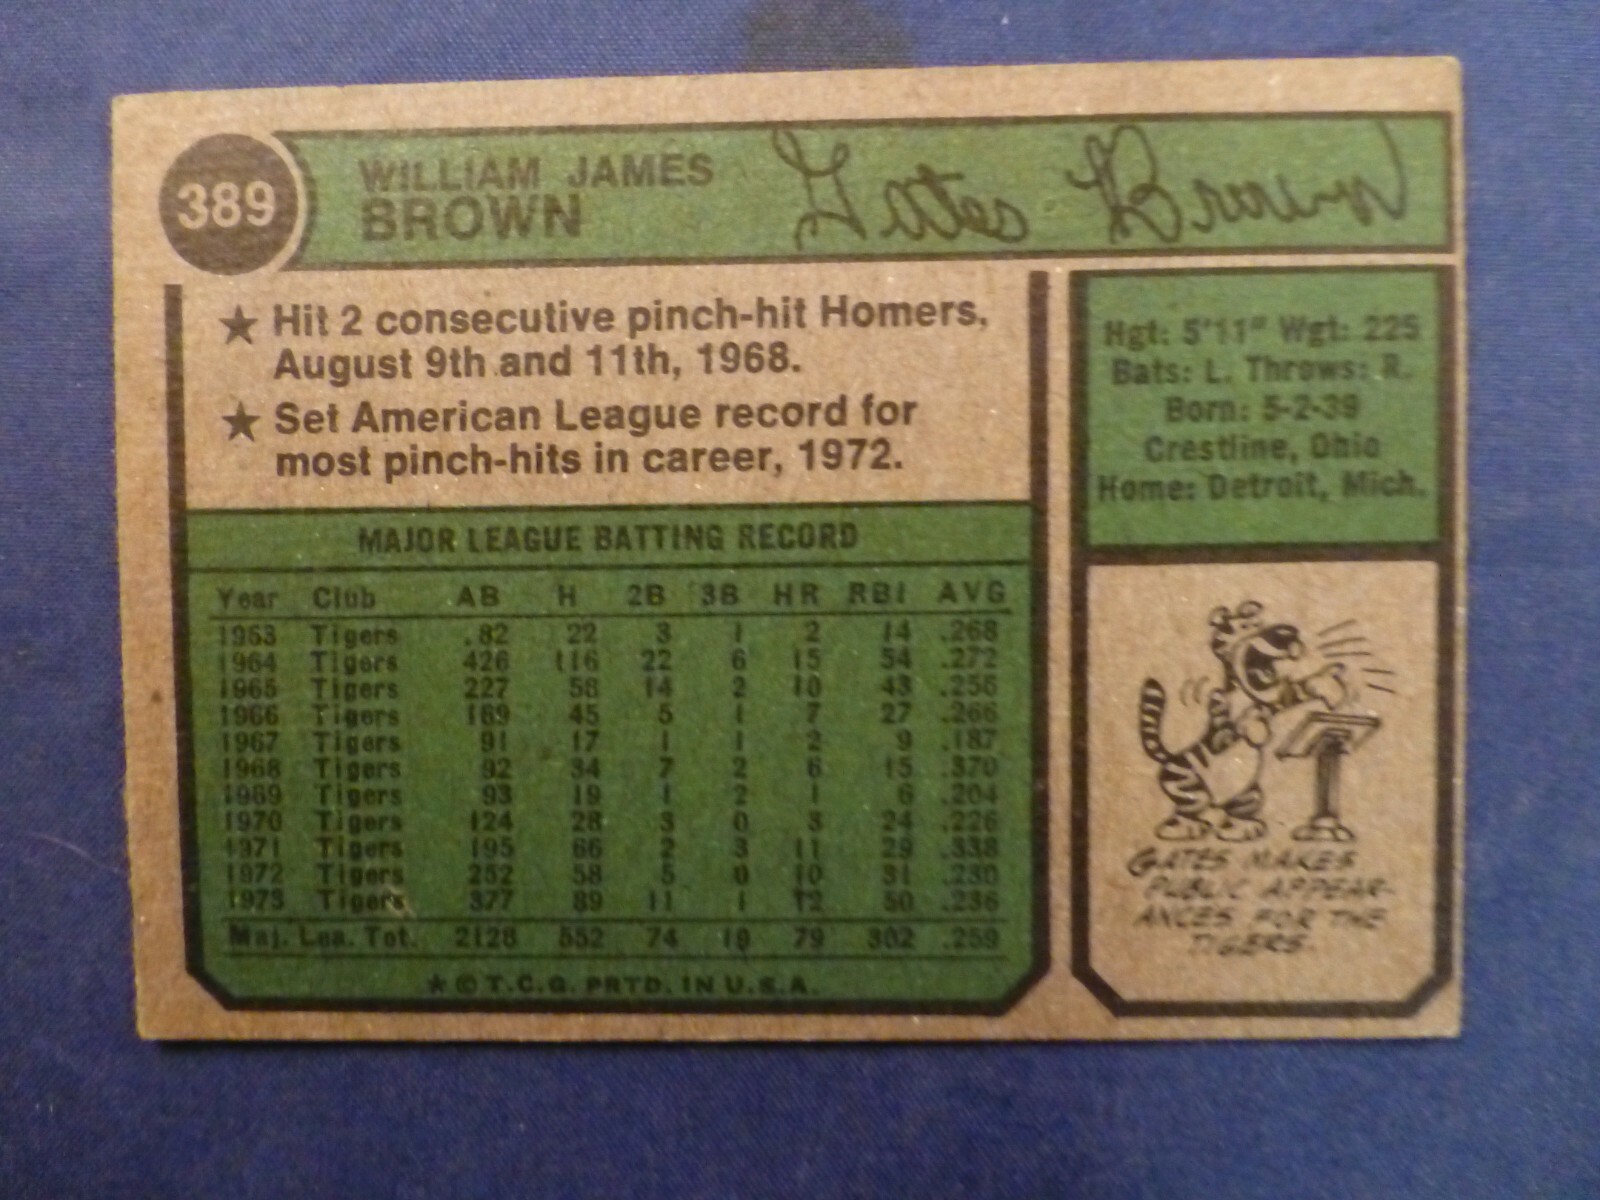 389
WILLIAM JAMES
BROWN
Gates Brown
★ Hit 2 consecutive pinch-hit Homers,
August 9th and 11th, 1968.
★ Set American League record for
most pinch-hits in career, 1972.
Hgt: 5'11" Wgt: 225
Bats: L. Throws: R.
Born: 5-2-39
Crestline, Ohio
Home: Detroit, Mich.
MAJOR LEAGUE BATTING RECORD
Year Club AB H 2B 3B HR RBI AVG
1963 Tigers .82 22 3 1 2 14 .268
1964 Tigers 426 116 22 6 15 54 .272
1965 Tigers 227 58 14 2 10 43 .256
1966 Tigers 169 45 5 1 7 27 .266
1967 Tigers 91 17 1 1 2 9 .187
1968 Tigers 92 34 7 2 6 15 .370
1969 Tigers 93 19 1 2 1 6 .204
1970 Tigers 124 28 3 0 3 24 .226
1971 Tigers 195 66 2 3 11 29 .338
1972 Tigers 252 58 5 0 10 31 .230
1973 Tigers 377 89 11 1 12 50 .236
Maj. Lea. Tot. 2128 552 74 19 79 302 .259
★ © T.C.G. PRTD. IN U.S.A.
GATES MAKES
PUBLIC APPEAR-
ANCES FOR THE
TIGERS.